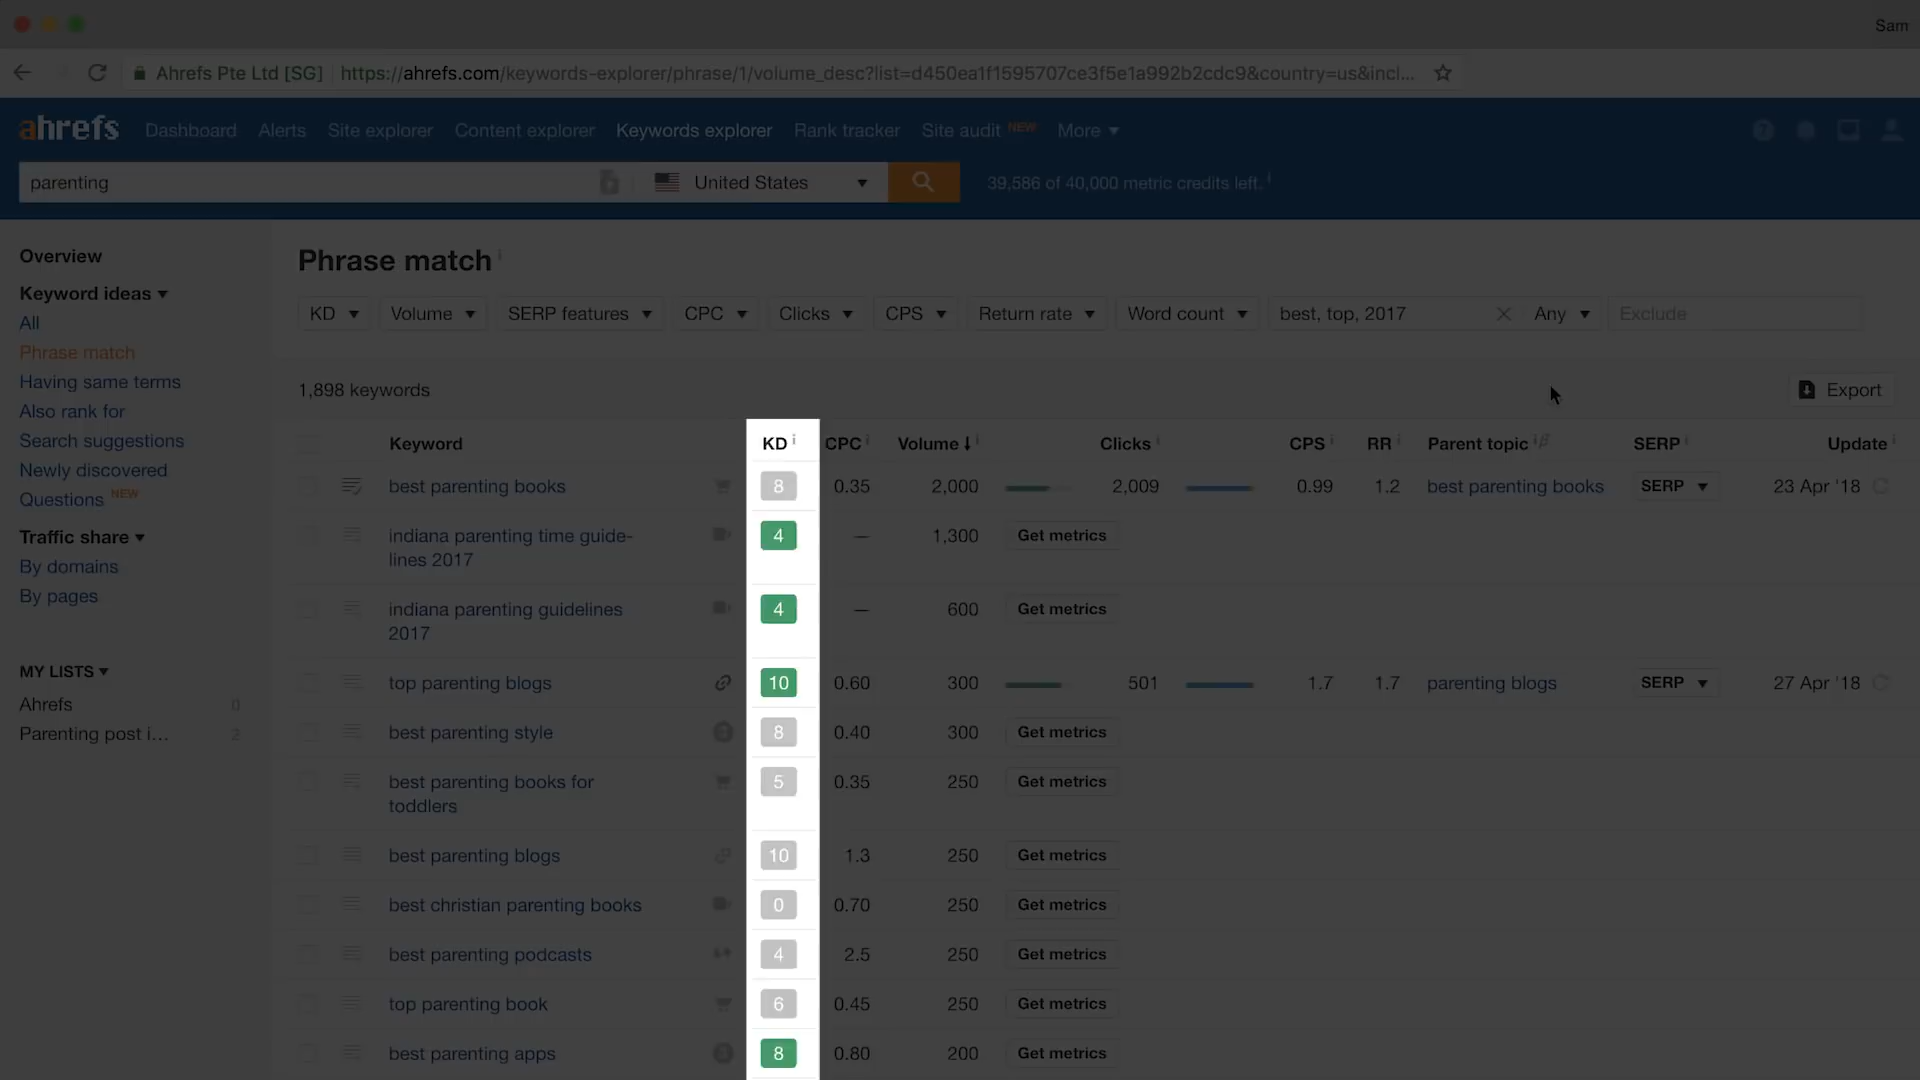 Sam
Ahrefs Pte Ltd [SG] https://ahrefs.com/keywords-explorer/phrase/1/volume_desc?list=d450ea1f1595707ce3f5e1a992b2cdc9&country=us&incl...
ahrefs Dashboard Alerts Site explorer Content explorer Keywords explorer Rank tracker Site audit NEW More
parenting United States 39,586 of 40,000 metric credits left. i
Overview
Keyword ideas
All
Phrase match
Having same terms
Also rank for
Search suggestions
Newly discovered
Questions NEW
Traffic share
By domains
By pages
MY LISTS
Ahrefs 0
Parenting post i... 2
Phrase match i
KD Volume SERP features CPC Clicks CPS Return rate Word count best, top, 2017 Any Exclude
1,898 keywords Export
Keyword KD i CPC i Volume i Clicks i CPS i RR i Parent topic i SERP i Update i
best parenting books 8 0.35 2,000 2,009 0.99 1.2 best parenting books SERP 23 Apr '18
indiana parenting time guide- 4 — 1,300 Get metrics
lines 2017
indiana parenting guidelines 4 — 600 Get metrics
2017
top parenting blogs 10 0.60 300 501 1.7 1.7 parenting blogs SERP 27 Apr '18
best parenting style 8 0.40 300 Get metrics
best parenting books for 5 0.35 250 Get metrics
toddlers
best parenting blogs 10 1.3 250 Get metrics
best christian parenting books 0 0.70 250 Get metrics
best parenting podcasts 4 2.5 250 Get metrics
top parenting book 6 0.45 250 Get metrics
best parenting apps 8 0.80 200 Get metrics